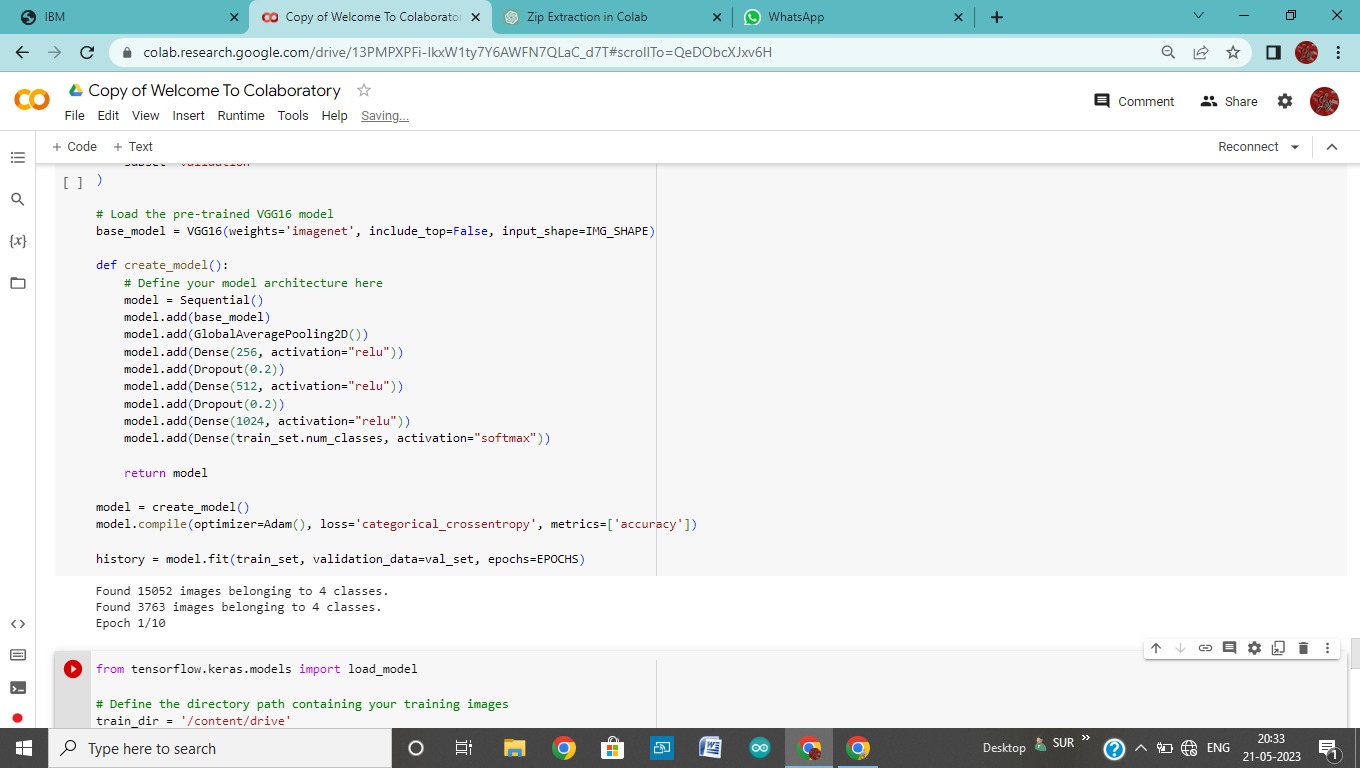 IBM
Copy of Welcome To Colaborator
Zip Extraction in Colab
WhatsApp
colab.research.google.com/drive/13PMPXPFi-IkxW1ty7Y6AWFN7QLaC_d7T#scrollTo=QeDObcXJxv6H
Copy of Welcome To Colaboratory
File Edit View Insert Runtime Tools Help Saving...
Comment Share
+ Code + Text
Reconnect
[ ] )
# Load the pre-trained VGG16 model
base_model = VGG16(weights='imagenet', include_top=False, input_shape=IMG_SHAPE)
def create_model():
# Define your model architecture here
model = Sequential()
model.add(base_model)
model.add(GlobalAveragePooling2D())
model.add(Dense(256, activation="relu"))
model.add(Dropout(0.2))
model.add(Dense(512, activation="relu"))
model.add(Dropout(0.2))
model.add(Dense(1024, activation="relu"))
model.add(Dense(train_set.num_classes, activation="softmax"))
return model
model = create_model()
model.compile(optimizer=Adam(), loss='categorical_crossentropy', metrics=['accuracy'])
history = model.fit(train_set, validation_data=val_set, epochs=EPOCHS)
Found 15052 images belonging to 4 classes.
Found 3763 images belonging to 4 classes.
Epoch 1/10
from tensorflow.keras.models import load_model
# Define the directory path containing your training images
train_dir = '/content/drive'
Type here to search
Desktop
SUR
ENG
20:33
21-05-2023
1